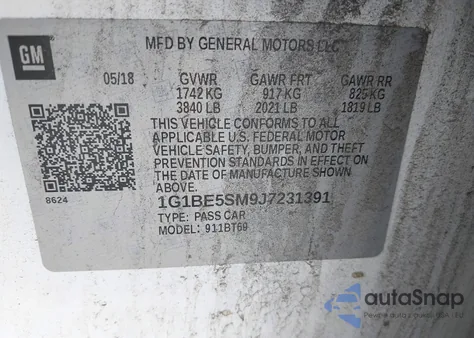 GM
MFD BY GENERAL MOTORS LLC
05/18 GVWR GAWR FRT GAWR RR
1742 KG 917 KG 825 KG
3840 LB 2021 LB 1819 LB
THIS VEHICLE CONFORMS TO ALL
APPLICABLE U.S. FEDERAL MOTOR
VEHICLE SAFETY, BUMPER, AND THEFT
PREVENTION STANDARDS IN EFFECT ON
THE DATE OF MANUFACTURE SHOWN ABOVE.
8624
1G1BE5SM9J7231391
TYPE: PASS CAR
MODEL: 911BT69
autaSnap